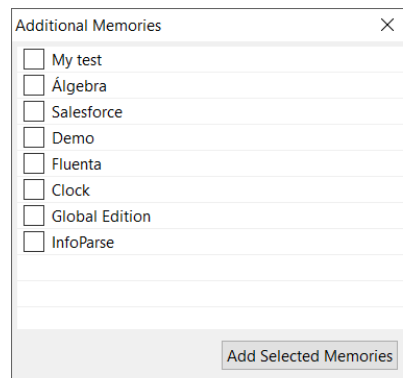 Additional Memories
My test
Álgebra
Salesforce
Demo
Fluenta
Clock
Global Edition
InfoParse
Add Selected Memories